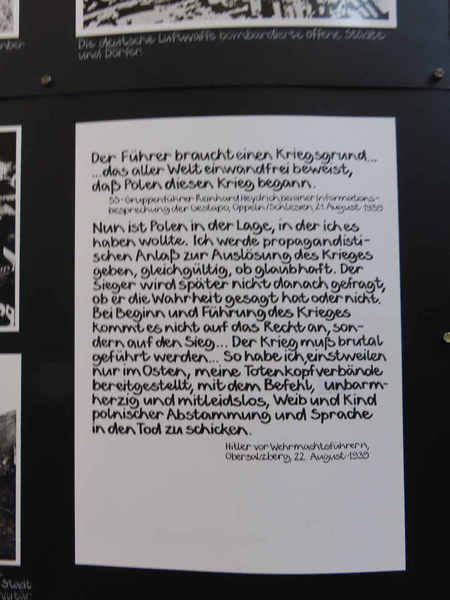 Die deutsche Luftwaffe bombardierte offene Städte
und Dörfer.
Der Führer braucht einen Kriegsgrund...
...das aller Welt einwandfrei beweist,
daß Polen diesen Krieg begann.
SS-Gruppenführer Reinhard Heydrich bei einer Informations-
besprechung der Gestapo, Oppeln/Schlesien, 21. August 1939
Nun ist Polen in der Lage, in der ich es
haben wollte. Ich werde propagandisti-
schen Anlaß zur Auslösung des Krieges
geben, gleichgültig, ob glaubhaft. Der
Sieger wird später nicht danach gefragt,
ob er die Wahrheit gesagt hat oder nicht.
Bei Beginn und Führung des Krieges
kommt es nicht auf das Recht an, son-
dern auf den Sieg... Der Krieg muß brutal
geführt werden... So habe ich, einstweilen
nur im Osten, meine Totenkopfverbände
bereitgestellt, mit dem Befehl, unbarm-
herzig und mitleidslos, Weib und Kind
polnischer Abstammung und Sprache
in den Tod zu schicken.
Hitler vor Wehrmachtsführern,
Obersalzberg, 22. August 1939
Stadt